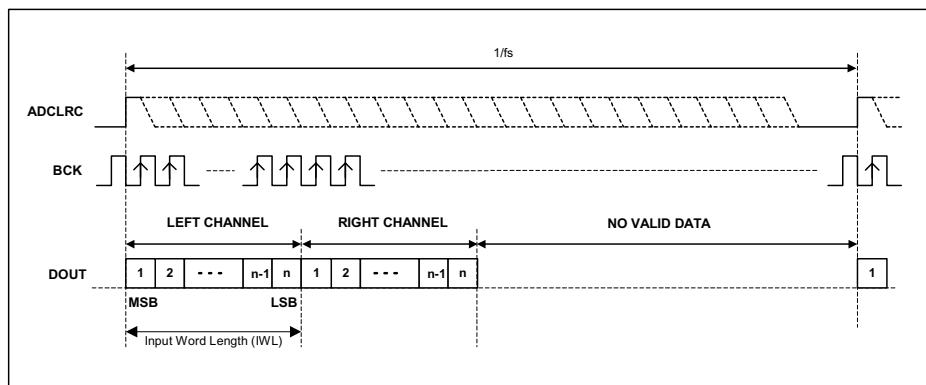 1/fs
ADCLRC
BCK
LEFT CHANNEL RIGHT CHANNEL NO VALID DATA
DOUT 1 2 - - - n-1 n 1 2 - - - n-1 n 1
MSB LSB
Input Word Length (IWL)